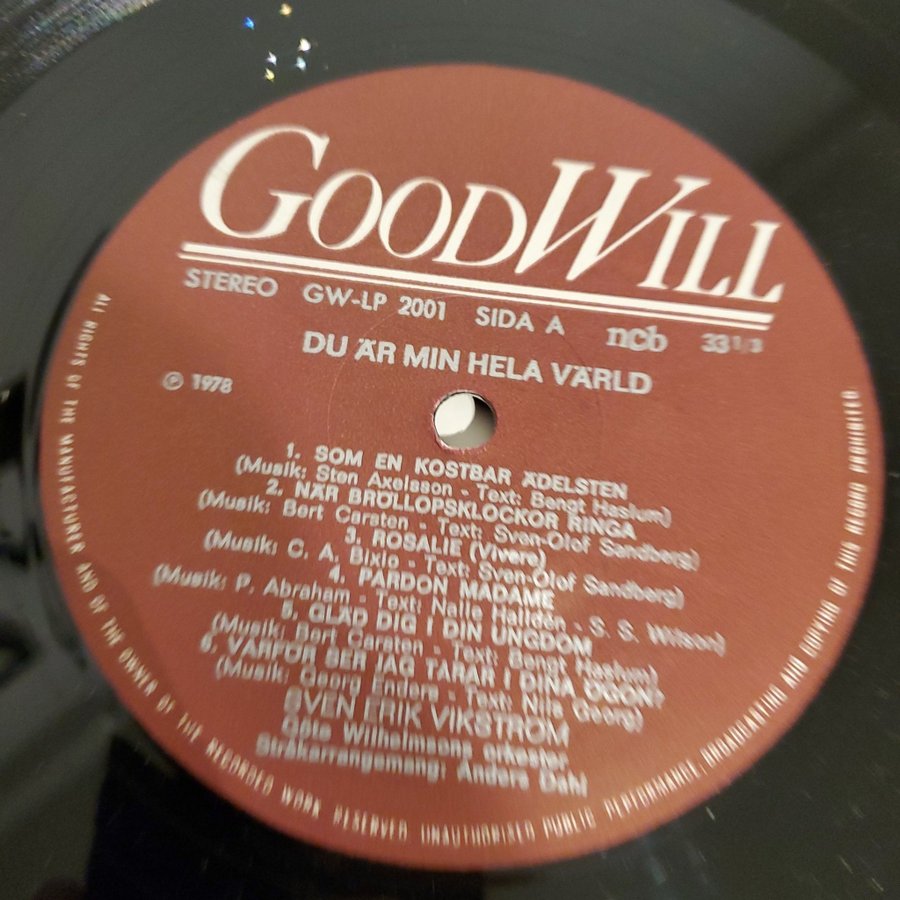 GOODWILL
STEREO GW-LP 2001 SIDA A ncb 33 1/3
DU ÄR MIN HELA VÄRLD
Ⓟ 1978
1. SOM EN KOSTBAR ÄDELSTEN
(Musik: Sten Axelsson - Text: Bengt Haslum)
2. NÄR BRÖLLOPSKLOCKOR RINGA
(Musik: Bert Carsten - Text: Sven-Olof Sandberg)
3. ROSALIE (Vivere)
(Musik: C. A. Bixio - Text: Sven-Olof Sandberg)
4. PARDON MADAME
(Musik: P. Abraham - Text: Nalle Halldén - S. S. Wilson)
5. GLÄD DIG I DIN UNGDOM
(Musik: Bert Carsten - Text: Bengt Haslum)
6. VARFÖR SER JAG TÅRAR I DINA ÖGON?
(Musik: Georg Enders - Text: Nils Georg)
SVEN ERIK VIKSTRÖM
Göte Wilhelmsons orkester
Stråkarrangemang: Anders Dahl
ALL RIGHTS OF THE MANUFACTURER AND OF THE OWNER OF THE RECORDED WORK RESERVED UNAUTHORISED PUBLIC PERFORMANCE, BROADCASTING AND COPYING OF THIS RECORD PROHIBITED